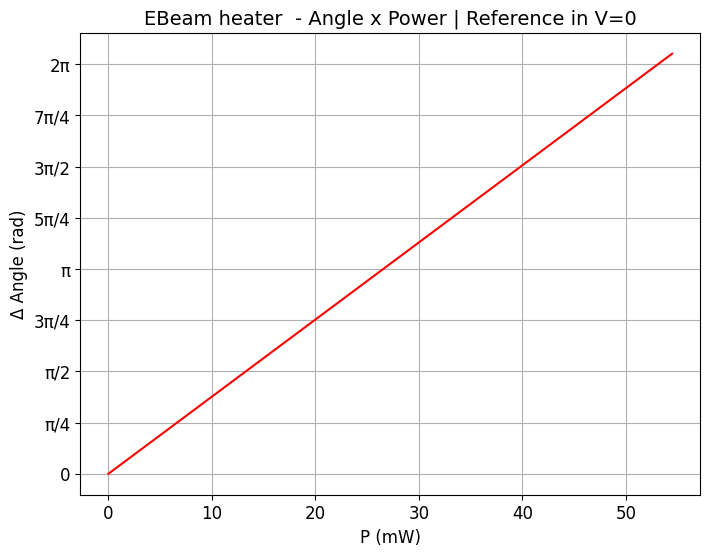 EBeam heater  - Angle x Power | Reference in V=0
2π
7π/4
3π/2
5π/4
π
3π/4
π/2
π/4
0
Δ Angle (rad)
0 10 20 30 40 50
P (mW)